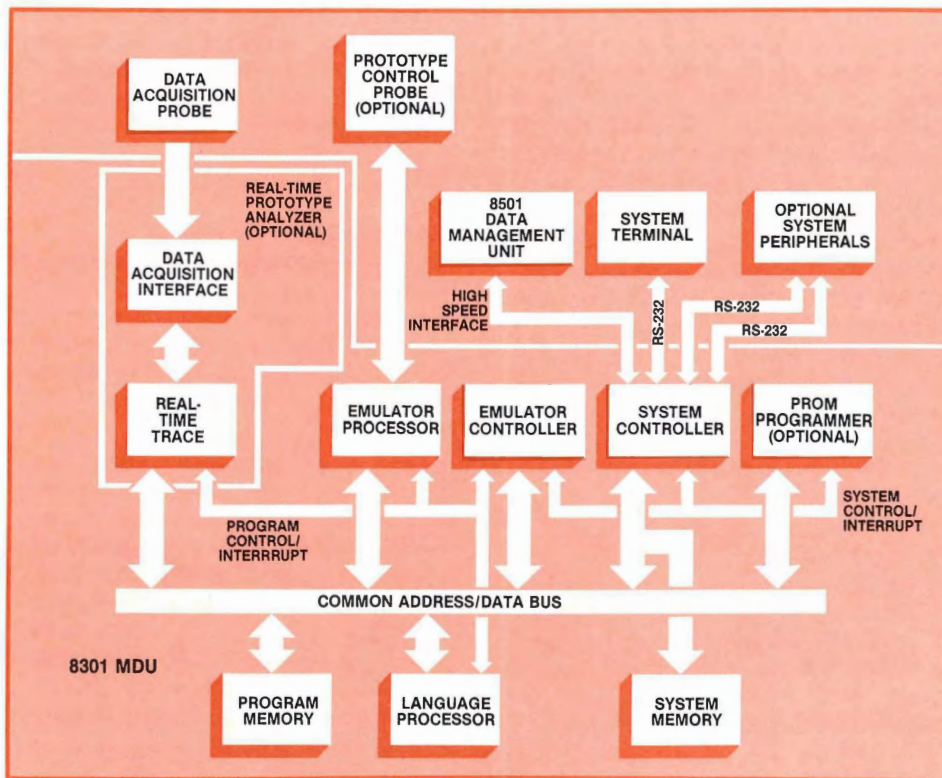 DATA
ACQUISITION
PROBE
PROTOTYPE
CONTROL
PROBE
(OPTIONAL)
REAL-TIME
PROTOTYPE
ANALYZER
(OPTIONAL)
8501
DATA
MANAGEMENT
UNIT
SYSTEM
TERMINAL
OPTIONAL
SYSTEM
PERIPHERALS
DATA
ACQUISITION
INTERFACE
HIGH
SPEED
INTERFACE
RS-232
RS-232
RS-232
REAL-
TIME
TRACE
EMULATOR
PROCESSOR
EMULATOR
CONTROLLER
SYSTEM
CONTROLLER
PROM
PROGRAMMER
(OPTIONAL)
PROGRAM
CONTROL/
INTERRRUPT
SYSTEM
CONTROL/
INTERRUPT
COMMON ADDRESS/DATA BUS
8301 MDU
PROGRAM
MEMORY
LANGUAGE
PROCESSOR
SYSTEM
MEMORY